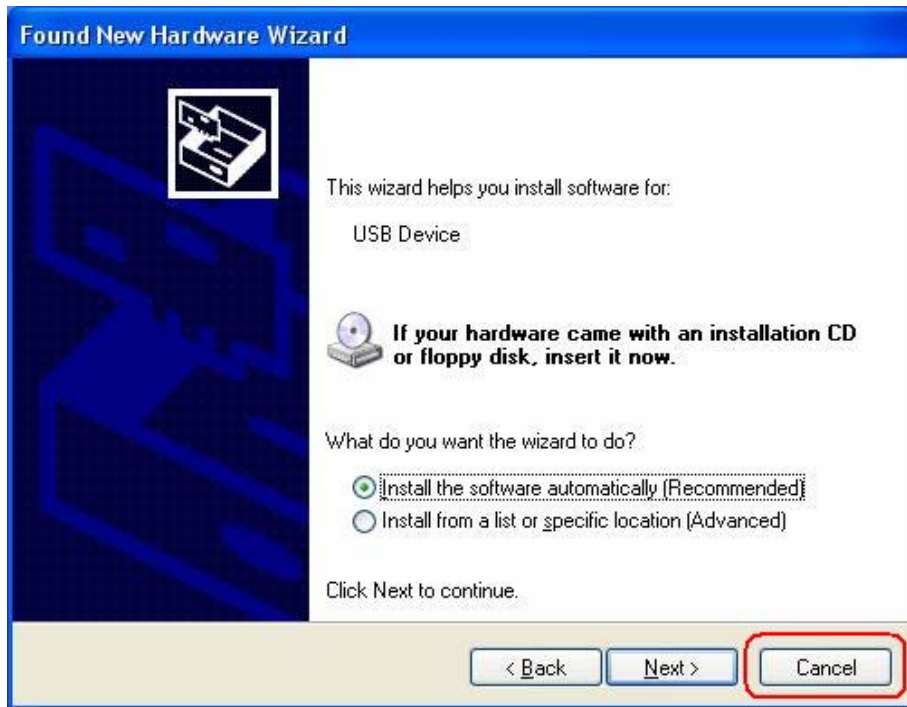 Found New Hardware Wizard
This wizard helps you install software for:
USB Device
If your hardware came with an installation CD
or floppy disk, insert it now.
What do you want the wizard to do?
Install the software automatically (Recommended)
Install from a list or specific location (Advanced)
Click Next to continue.
< Back Next > Cancel